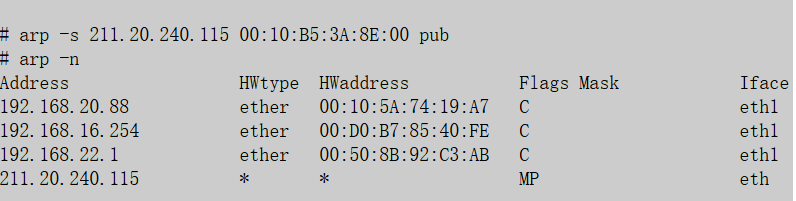 # arp -s 211.20.240.115 00:10:B5:3A:8E:00 pub
# arp -n
Address HWtype HWaddress Flags Mask Iface
192.168.20.88 ether 00:10:5A:74:19:A7 C eth1
192.168.16.254 ether 00:D0:B7:85:40:FE C eth1
192.168.22.1 ether 00:50:8B:92:C3:AB C eth1
211.20.240.115 * * MP eth